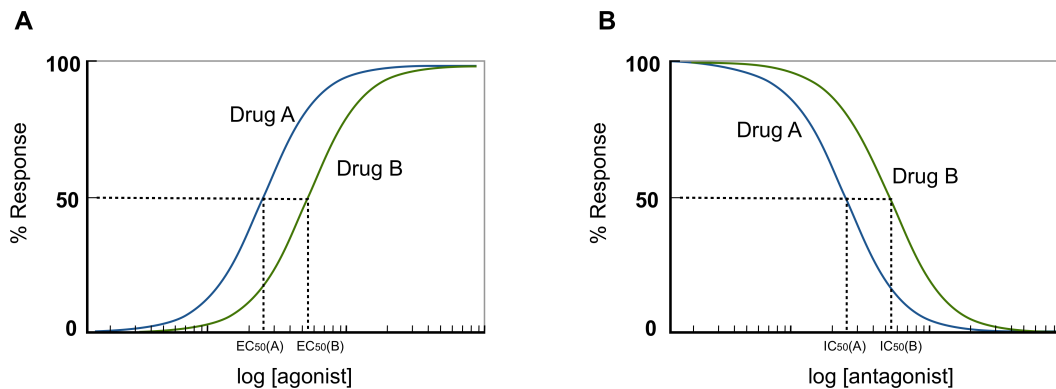 A
% Response
100
50
0
Drug A
Drug B
EC50(A)
EC50(B)
log [agonist]
B
% Response
100
50
0
Drug A
Drug B
IC50(A)
IC50(B)
log [antagonist]